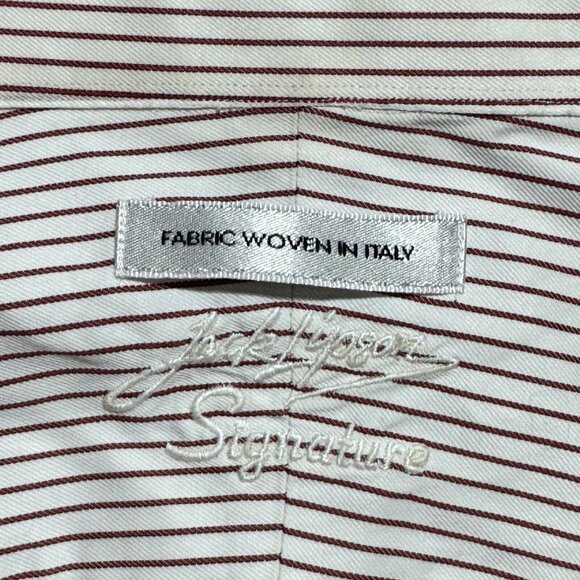 FABRIC WOVEN IN ITALY
Jack Lipson
Signature